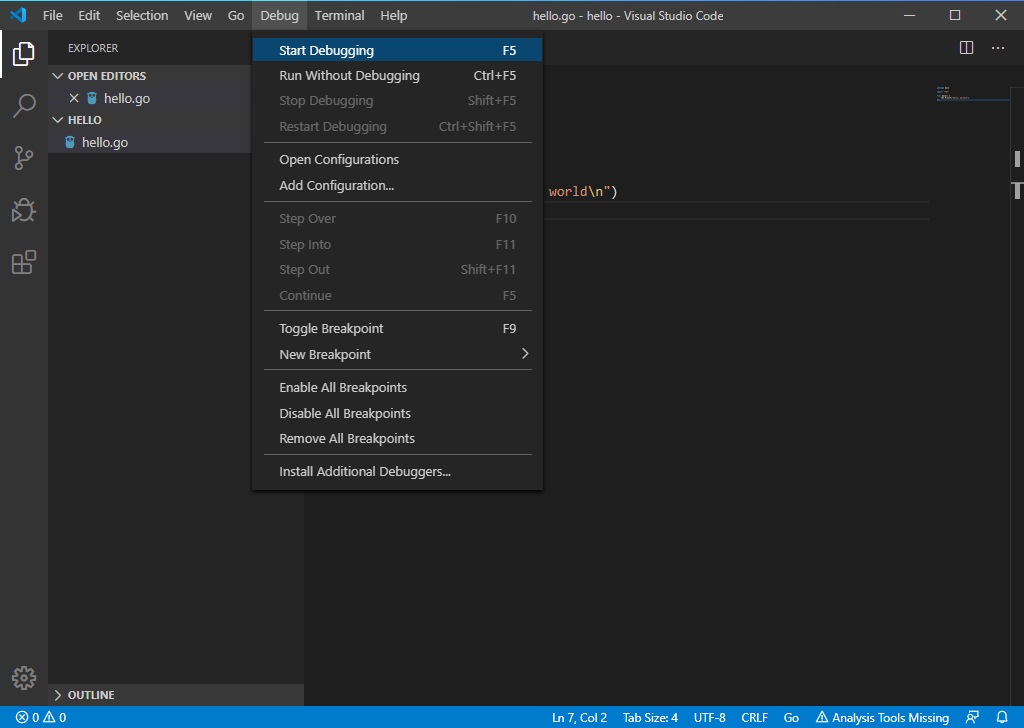 File Edit Selection View Go Debug Terminal Help hello.go - hello - Visual Studio Code
EXPLORER
OPEN EDITORS
hello.go
HELLO
hello.go
OUTLINE
Start Debugging F5
Run Without Debugging Ctrl+F5
Stop Debugging Shift+F5
Restart Debugging Ctrl+Shift+F5
Open Configurations
Add Configuration...
Step Over F10
Step Into F11
Step Out Shift+F11
Continue F5
Toggle Breakpoint F9
New Breakpoint
Enable All Breakpoints
Disable All Breakpoints
Remove All Breakpoints
Install Additional Debuggers...
world\n")
0 0 Ln 7, Col 2 Tab Size: 4 UTF-8 CRLF Go Analysis Tools Missing